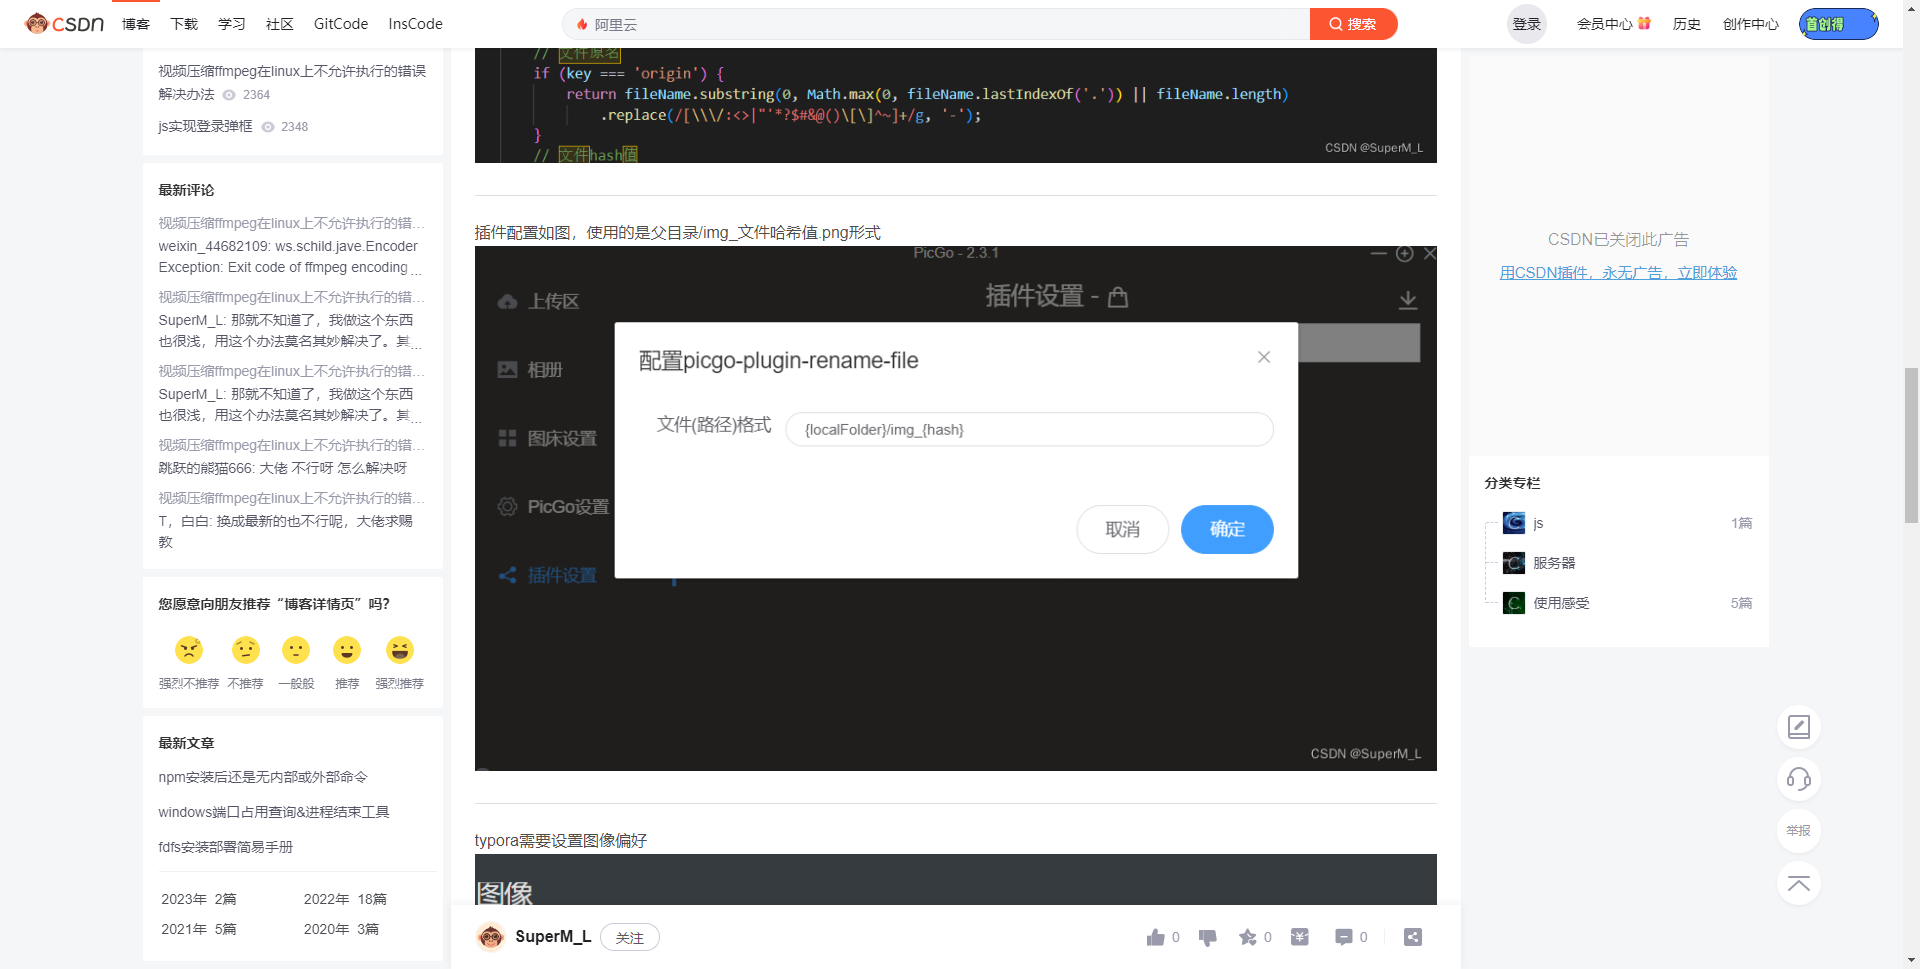 CSDN 博客 下载 学习 社区 GitCode InsCode 阿里云 搜索 登录 会员中心 历史 创作中心 首创得
视频压缩ffmpeg在linux上不允许执行的错误
解决办法 2364
js实现登录弹框 2348
最新评论
视频压缩ffmpeg在linux上不允许执行的错...
weixin_44682109: ws.schild.jave.Encoder
Exception: Exit code of ffmpeg encoding ...
视频压缩ffmpeg在linux上不允许执行的错...
SuperM_L: 那就不知道了，我做这个东西
也很浅，用这个办法莫名其妙解决了。其...
视频压缩ffmpeg在linux上不允许执行的错...
SuperM_L: 那就不知道了，我做这个东西
也很浅，用这个办法莫名其妙解决了。其...
视频压缩ffmpeg在linux上不允许执行的错...
跳跃的熊猫666: 大佬 不行呀 怎么解决呀
视频压缩ffmpeg在linux上不允许执行的错...
T，白白: 换成最新的也不行呢，大佬求赐
教
您愿意向朋友推荐“博客详情页”吗？
强烈不推荐 不推荐 一般般 推荐 强烈推荐
最新文章
npm安装后还是无内部或外部命令
windows端口占用查询&进程结束工具
fdfs安装部署简易手册
2023年 2篇 2022年 18篇
2021年 5篇 2020年 3篇
// 文件原名
if (key === 'origin') {
return fileName.substring(0, Math.max(0, fileName.lastIndexOf('.')) || fileName.length)
.replace(/[\\\/:<>|"'*?$#&@()\[\]^~]+/g, '-');
}
// 文件hash值
CSDN @SuperM_L
插件配置如图，使用的是父目录/img_文件哈希值.png形式
PicGo - 2.3.1
上传区
相册
图床设置
PicGo设置
插件设置
插件设置 -
配置picgo-plugin-rename-file
文件(路径)格式 {localFolder}/img_{hash}
取消 确定
CSDN @SuperM_L
typora需要设置图像偏好
图像
SuperM_L 关注 0 0 0
CSDN已关闭此广告
用CSDN插件，永无广告，立即体验
分类专栏
js 1篇
服务器
使用感受 5篇
举报